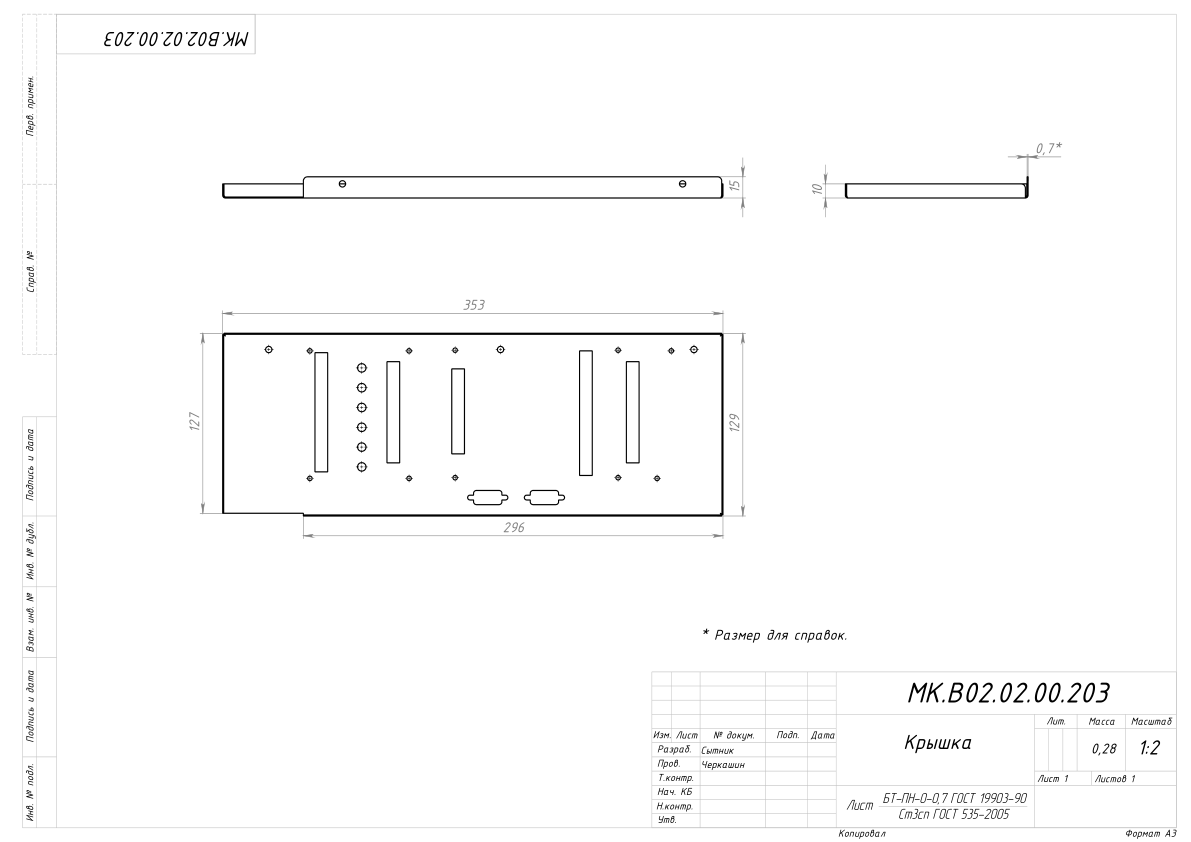 МК.В02.02.00.203
Перв. примен.
Справ. №
Подпись и дата
Инв. № дубл.
Взам. инв. №
Подпись и дата
Инв. № подл.
15
10
0,7*
353
127
129
296
* Размер для справок.
МК.В02.02.00.203
Изм. Лист № докум. Подп. Дата
Разраб. Сытник
Пров. Черкашин
Т.контр.
Нач. КБ
Н.контр.
Утв.
Крышка
Лит. Масса Масштаб
0,28 1:2
Лист 1 Листов 1
Лист БТ-ПН-О-0,7 ГОСТ 19903-90
Ст3сп ГОСТ 535-2005
Копировал Формат А3